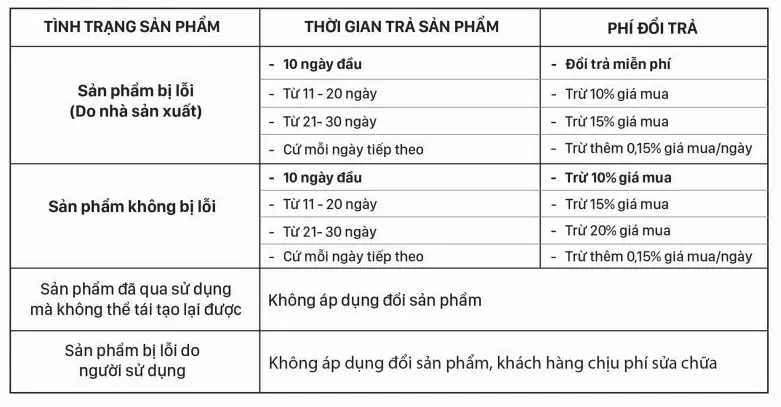 TÌNH TRẠNG SẢN PHẨM
THỜI GIAN TRẢ SẢN PHẨM
PHÍ ĐỔI TRẢ
Sản phẩm bị lỗi
(Do nhà sản xuất)
- 10 ngày đầu
- Đổi trả miễn phí
- Từ 11 - 20 ngày
- Trừ 10% giá mua
- Từ 21- 30 ngày
- Trừ 15% giá mua
- Cứ mỗi ngày tiếp theo
- Trừ thêm 0,15% giá mua/ngày
Sản phẩm không bị lỗi
- 10 ngày đầu
- Trừ 10% giá mua
- Từ 11 - 20 ngày
- Trừ 15% giá mua
- Từ 21- 30 ngày
- Trừ 20% giá mua
- Cứ mỗi ngày tiếp theo
- Trừ thêm 0,15% giá mua/ngày
Sản phẩm đã qua sử dụng
mà không thể tái tạo lại được
Không áp dụng đổi sản phẩm
Sản phẩm bị lỗi do
người sử dụng
Không áp dụng đổi sản phẩm, khách hàng chịu phí sửa chữa